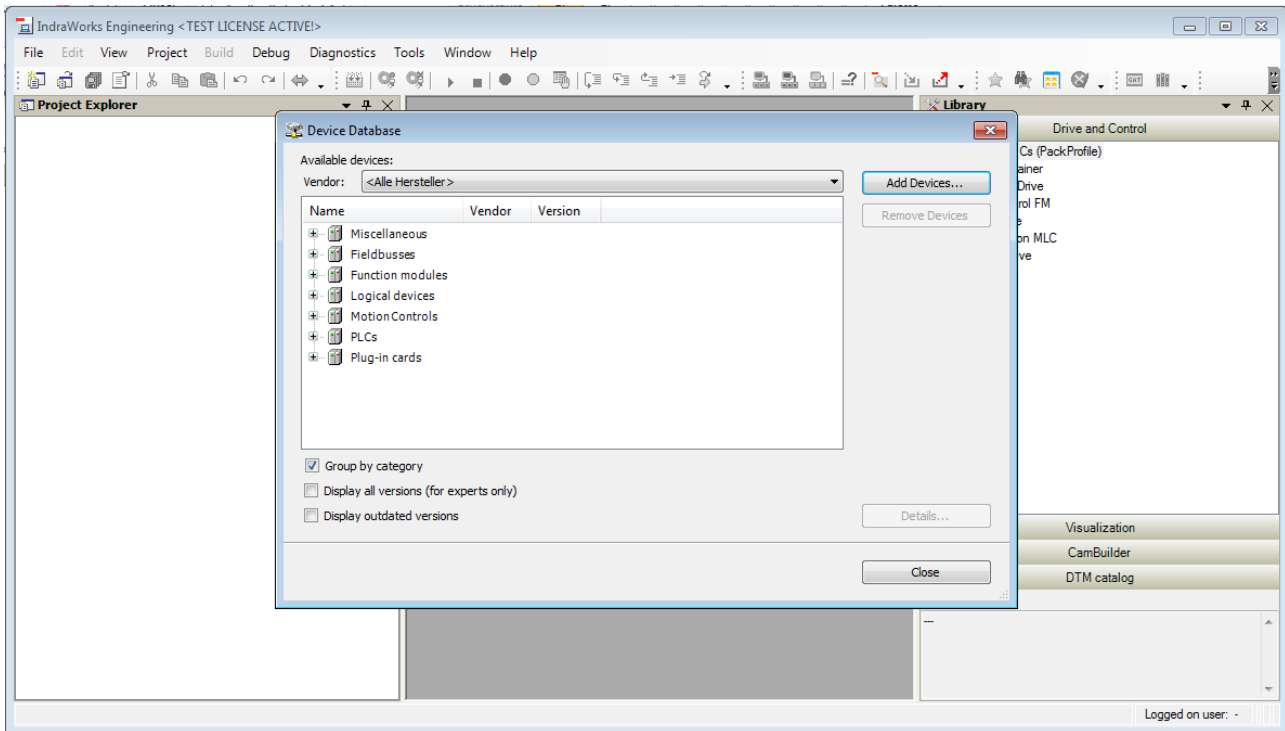 IndraWorks Engineering <TEST LICENSE ACTIVE!>
File Edit View Project Build Debug Diagnostics Tools Window Help
Project Explorer
Library
Device Database
Drive and Control
Available devices:
Vendor: <Alle Hersteller> Add Devices...
Name Vendor Version
Remove Devices
Miscellaneous
Fieldbusses
Function modules
Logical devices
MotionControls
PLCs
Plug-in cards
Cs (PackProfile)
ainer
Drive
rol FM
on MLC
ve
Group by category
Display all versions (for experts only)
Display outdated versions
Details...
Close
Visualization
CamBuilder
DTM catalog
---
Logged on user: -